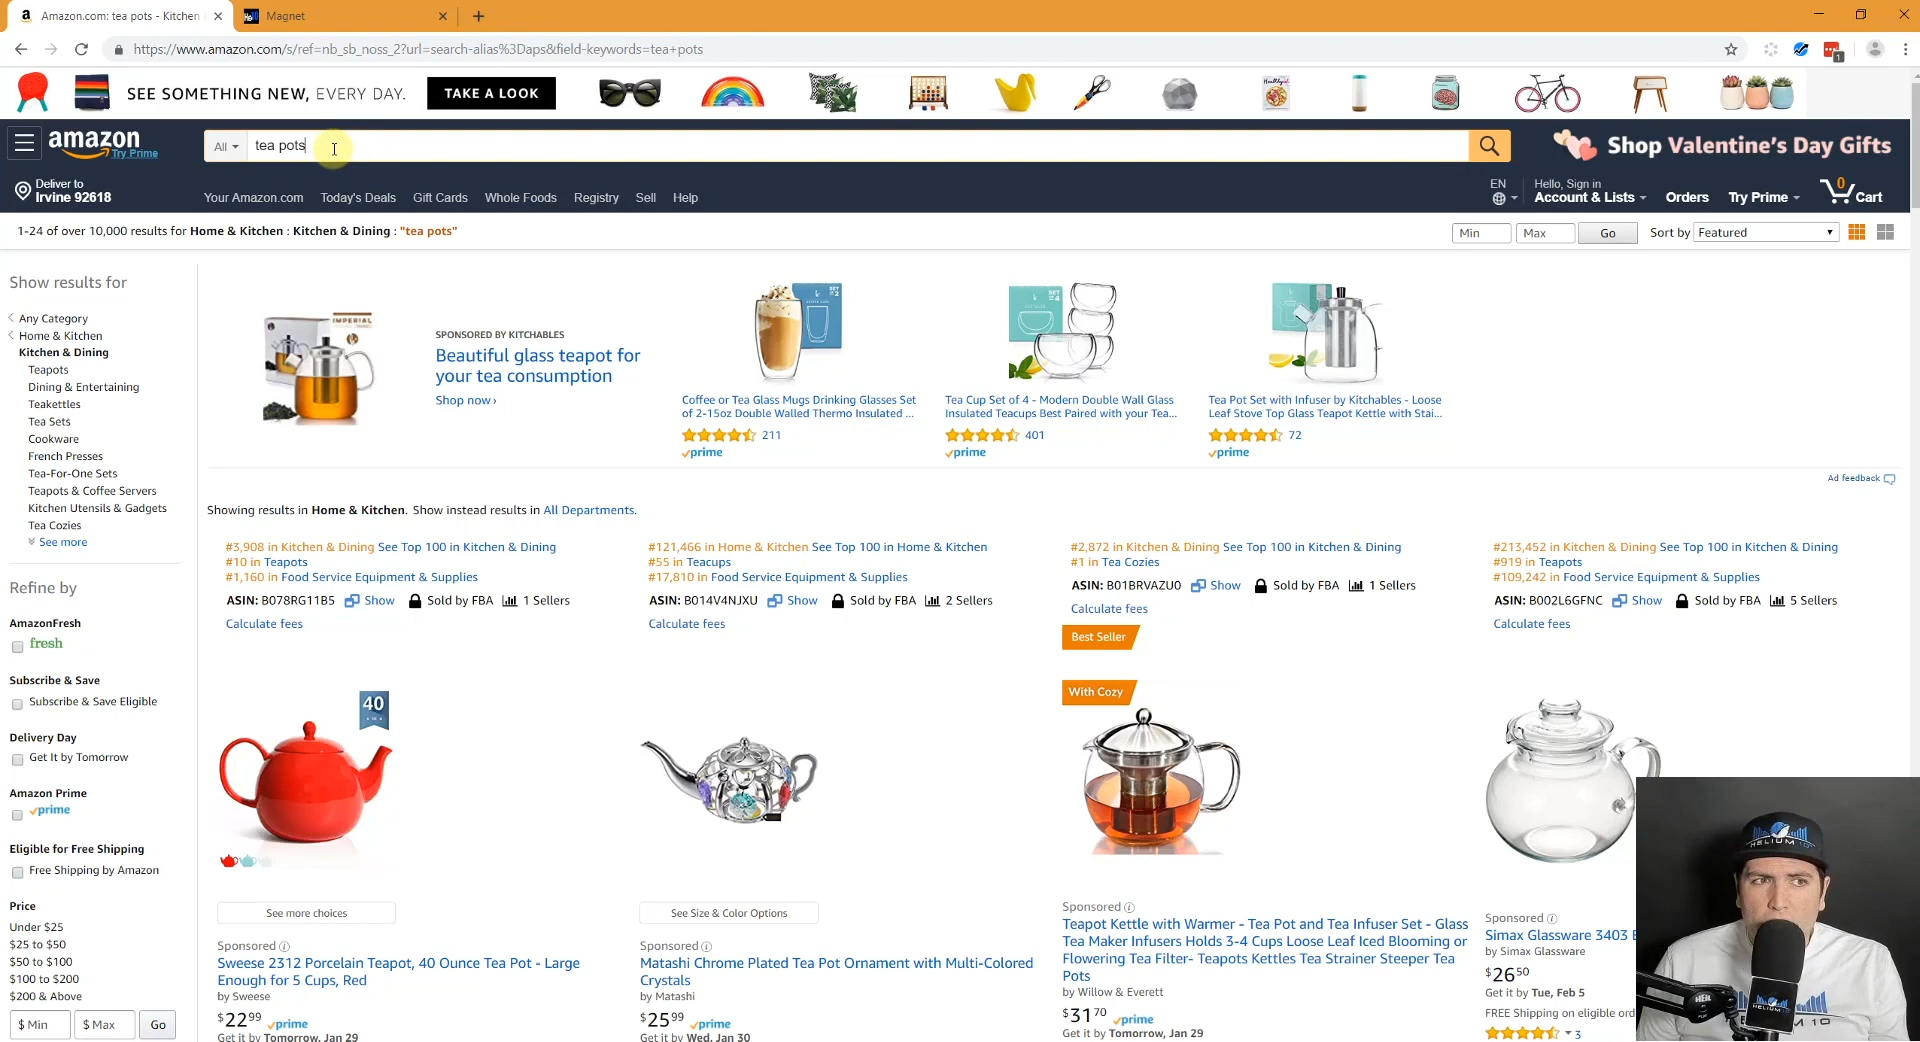 Amazon.com: tea pots - Kitchen
Magnet
https://www.amazon.com/s/ref=nb_sb_noss_2?url=search-alias%3Daps&field-keywords=tea+pots
1
SEE SOMETHING NEW, EVERY DAY.
TAKE A LOOK
amazon
Try Prime
All
tea pots
Shop Valentine's Day Gifts
Deliver to
Irvine 92618
Your Amazon.com
Today's Deals
Gift Cards
Whole Foods
Registry
Sell
Help
EN
Hello, Sign in
Account & Lists
Orders
Try Prime
0
Cart
1-24 of over 10,000 results for Home & Kitchen : Kitchen & Dining : "tea pots"
Min
Max
Go
Sort by
Featured
Show results for
Any Category
Home & Kitchen
Kitchen & Dining
Teapots
Dining & Entertaining
Teakettles
Tea Sets
Cookware
French Presses
Tea-For-One Sets
Teapots & Coffee Servers
Kitchen Utensils & Gadgets
Tea Cozies
See more
Refine by
AmazonFresh
fresh
Subscribe & Save
Subscribe & Save Eligible
Delivery Day
Get It by Tomorrow
Amazon Prime
prime
Eligible for Free Shipping
Free Shipping by Amazon
Price
Under $25
$25 to $50
$50 to $100
$100 to $200
$200 & Above
$ Min
$ Max
Go
IMPERIAL
SPONSORED BY KITCHABLES
Beautiful glass teapot for
your tea consumption
Shop now ›
Coffee or Tea Glass Mugs Drinking Glasses Set
of 2-15oz Double Walled Thermo Insulated ...
211
prime
Tea Cup Set of 4 - Modern Double Wall Glass
Insulated Teacups Best Paired with your Tea...
401
prime
Tea Pot Set with Infuser by Kitchables - Loose
Leaf Stove Top Glass Teapot Kettle with Stai...
72
prime
Ad feedback
Showing results in Home & Kitchen. Show instead results in All Departments.
#3,908 in Kitchen & Dining See Top 100 in Kitchen & Dining
#10 in Teapots
#1,160 in Food Service Equipment & Supplies
ASIN: B078RG11B5 Show Sold by FBA 1 Sellers
Calculate fees
40
See more choices
Sponsored
Sweese 2312 Porcelain Teapot, 40 Ounce Tea Pot - Large
Enough for 5 Cups, Red
by Sweese
$22 99 prime
Get it by Tomorrow, Jan 29
#121,466 in Home & Kitchen See Top 100 in Home & Kitchen
#55 in Teacups
#17,810 in Food Service Equipment & Supplies
ASIN: B014V4NJXU Show Sold by FBA 2 Sellers
Calculate fees
See Size & Color Options
Sponsored
Matashi Chrome Plated Tea Pot Ornament with Multi-Colored
Crystals
by Matashi
$25 99 prime
Get it by Wed, Jan 30
#2,872 in Kitchen & Dining See Top 100 in Kitchen & Dining
#1 in Tea Cozies
ASIN: B01BRVAZU0 Show Sold by FBA 1 Sellers
Calculate fees
Best Seller
With Cozy
Sponsored
Teapot Kettle with Warmer - Tea Pot and Tea Infuser Set - Glass
Tea Maker Infusers Holds 3-4 Cups Loose Leaf Iced Blooming or
Flowering Tea Filter- Teapots Kettles Tea Strainer Steeper Tea
Pots
by Willow & Everett
$31 70 prime
Get it by Tomorrow, Jan 29
#213,452 in Kitchen & Dining See Top 100 in Kitchen & Dining
#919 in Teapots
#109,242 in Food Service Equipment & Supplies
ASIN: B002L6GFNC Show Sold by FBA 5 Sellers
Calculate fees
Sponsored
Simax Glassware 3403
by Simax Glassware
$26 50
Get it by Tue, Feb 5
FREE Shipping on eligible ord
3
HELIUM 10